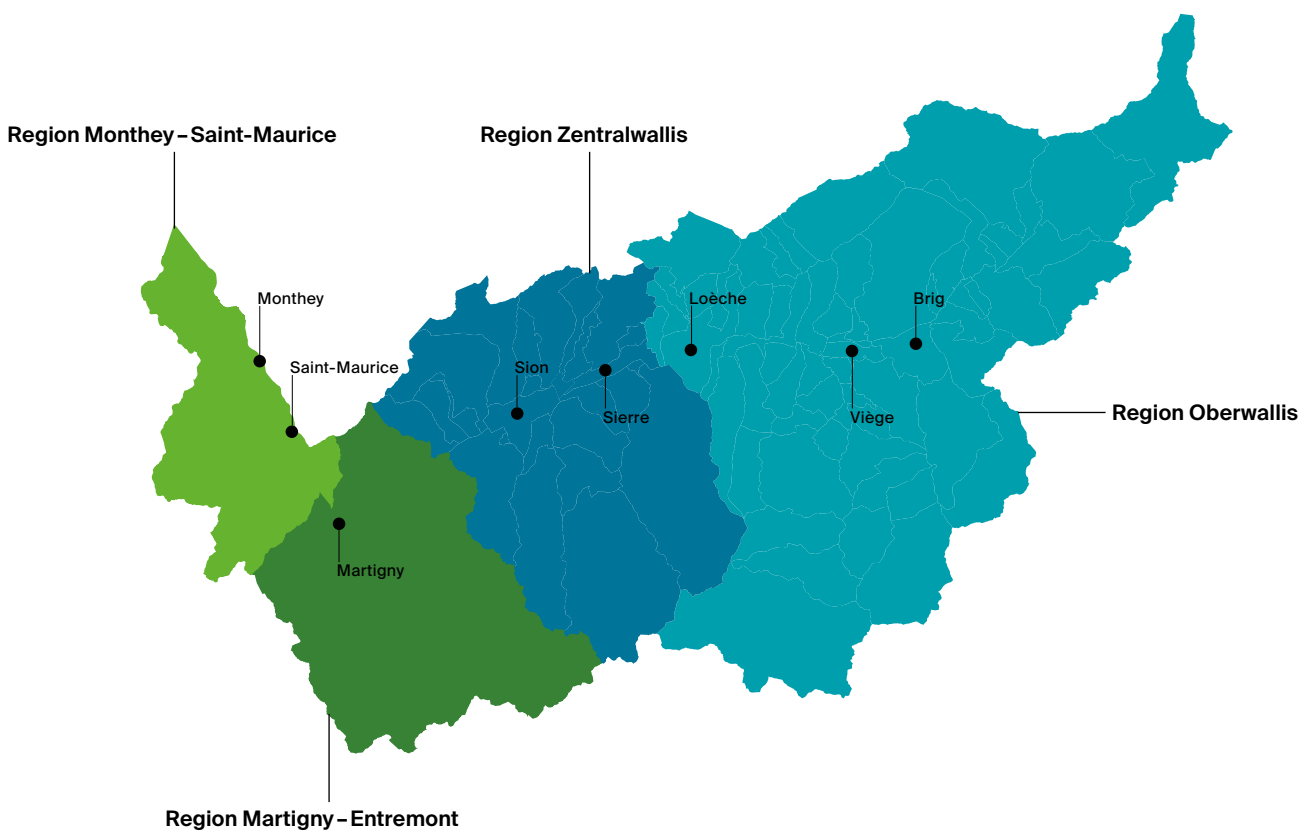 Region Monthey – Saint-Maurice
Region Zentralwallis
Monthey
Loèche
Brig
Saint-Maurice
Sion
Sierre
Viège
Region Oberwallis
Martigny
Region Martigny – Entremont